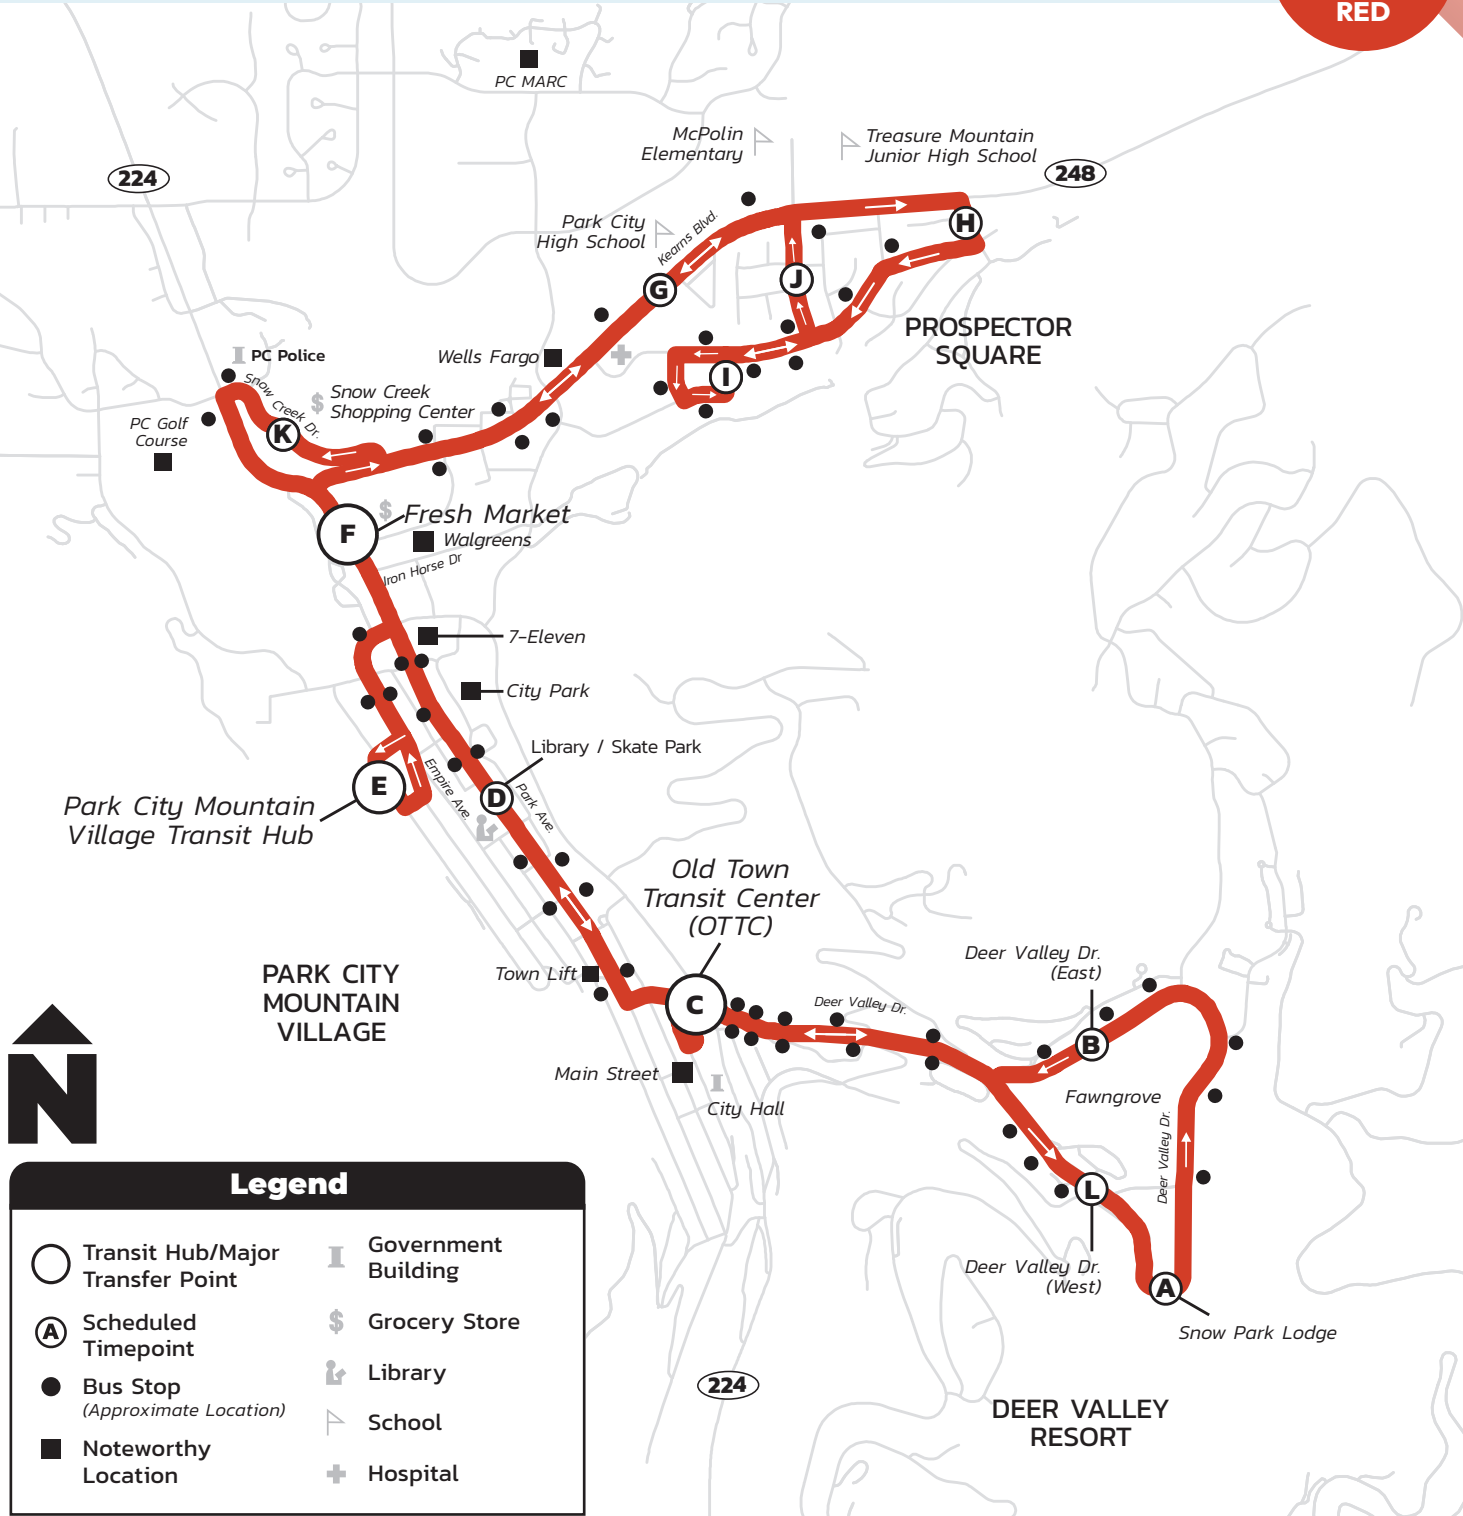 RED
PC MARC
McPolin
Elementary
Treasure Mountain
Junior High School
224
248
Park City
High School
Kearns Blvd.
H
G
J
PROSPECTOR
SQUARE
PC Police
Wells Fargo
I
Snow Creek Dr.
Snow Creek
Shopping Center
PC Golf
Course
K
F
Fresh Market
Walgreens
Iron Horse Dr
7-Eleven
City Park
Library / Skate Park
E
Empire Ave.
D
Park Ave.
Park City Mountain
Village Transit Hub
Old Town
Transit Center
(OTTC)
PARK CITY
MOUNTAIN
VILLAGE
Town Lift
C
Deer Valley Dr.
Deer Valley Dr.
(East)
B
Main Street
City Hall
Fawngrove
Deer Valley Dr.
L
Deer Valley Dr.
(West)
A
Snow Park Lodge
N
224
DEER VALLEY
RESORT
Legend
Transit Hub/Major
Transfer Point
A
Scheduled
Timepoint
Bus Stop
(Approximate Location)
Noteworthy
Location
Government
Building
$
Grocery Store
Library
School
Hospital